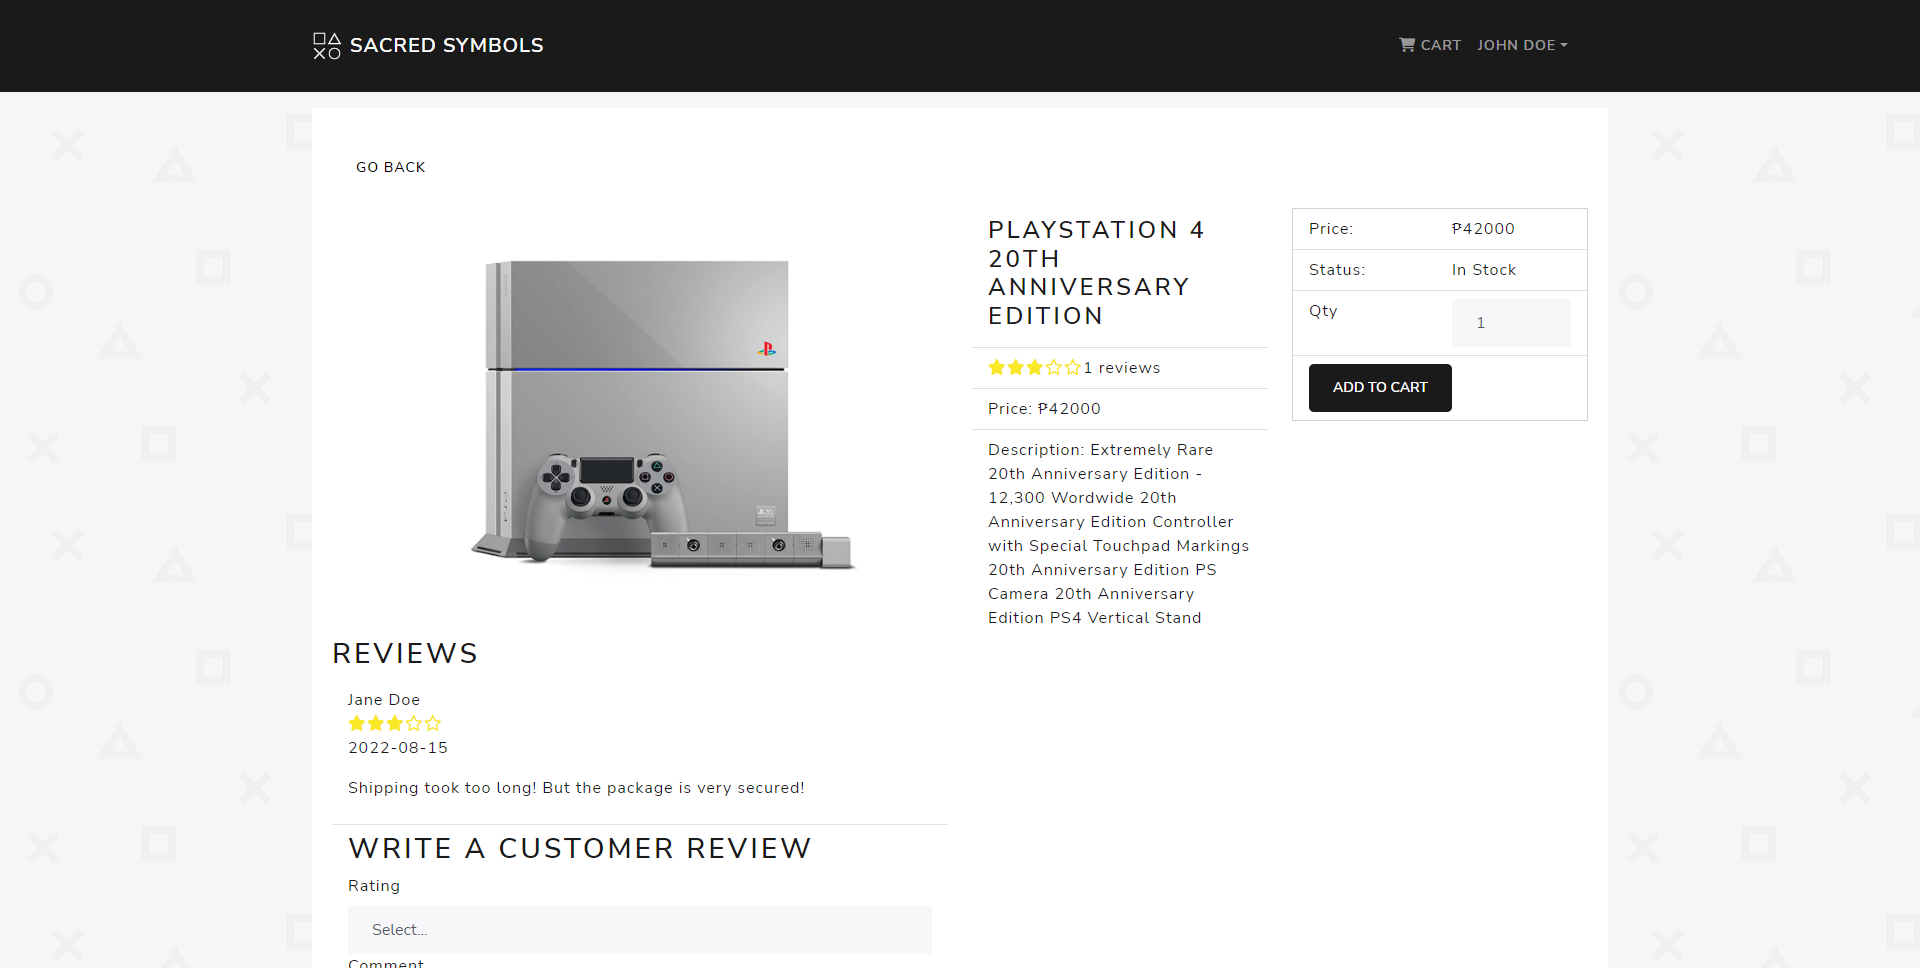 SACRED SYMBOLS
CART
JOHN DOE
GO BACK
PLAYSTATION 4
20TH
ANNIVERSARY
EDITION
1 reviews
Price: ₱42000
Description: Extremely Rare
20th Anniversary Edition -
12,300 Wordwide 20th
Anniversary Edition Controller
with Special Touchpad Markings
20th Anniversary Edition PS
Camera 20th Anniversary
Edition PS4 Vertical Stand
Price: ₱42000
Status: In Stock
Qty 1
ADD TO CART
REVIEWS
Jane Doe
2022-08-15
Shipping took too long! But the package is very secured!
WRITE A CUSTOMER REVIEW
Rating
Select...
Comment